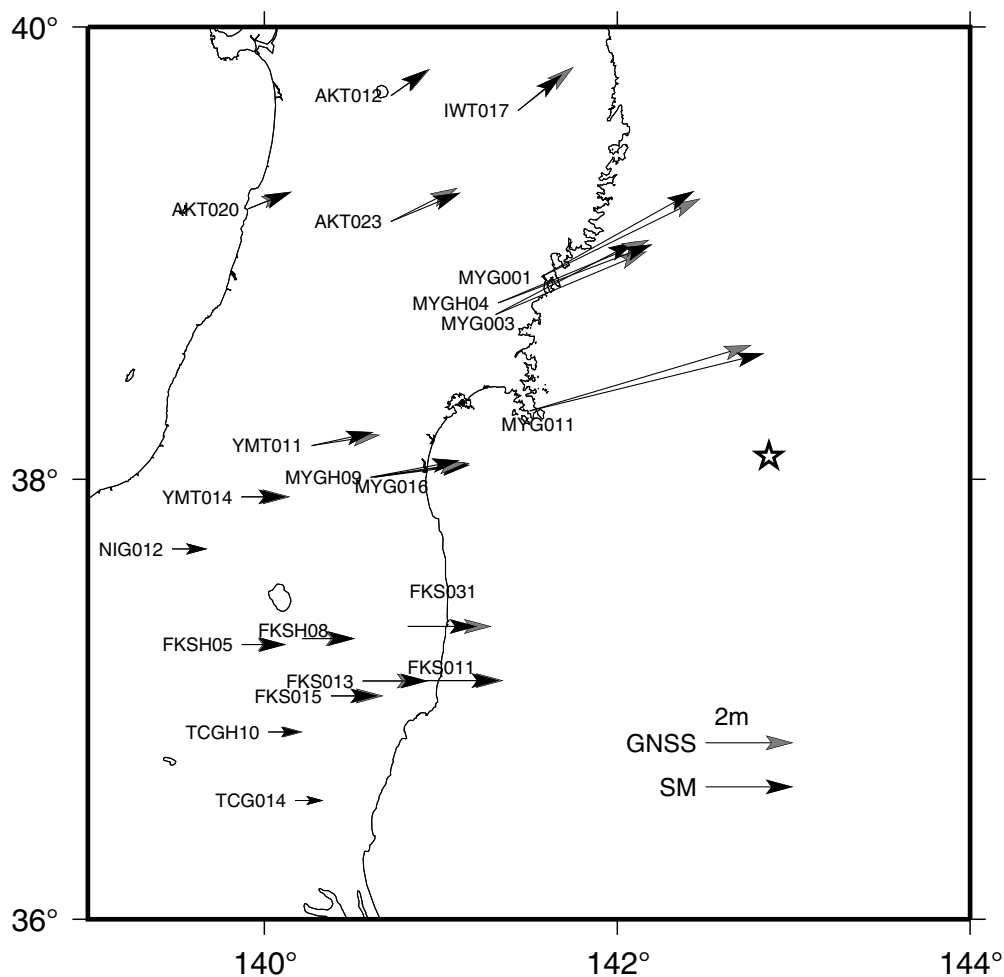 40°
AKT012
IWT017
AKT020
AKT023
MYG001
MYGH04
MYG003
MYG011
YMT011
38°
MYGH09
MYG016
YMT014
NIG012
FKS031
FKSH08
FKSH05
FKS011
FKS013
FKS015
2m
TCGH10
GNSS
SM
TCG014
36°
140°
142°
144°